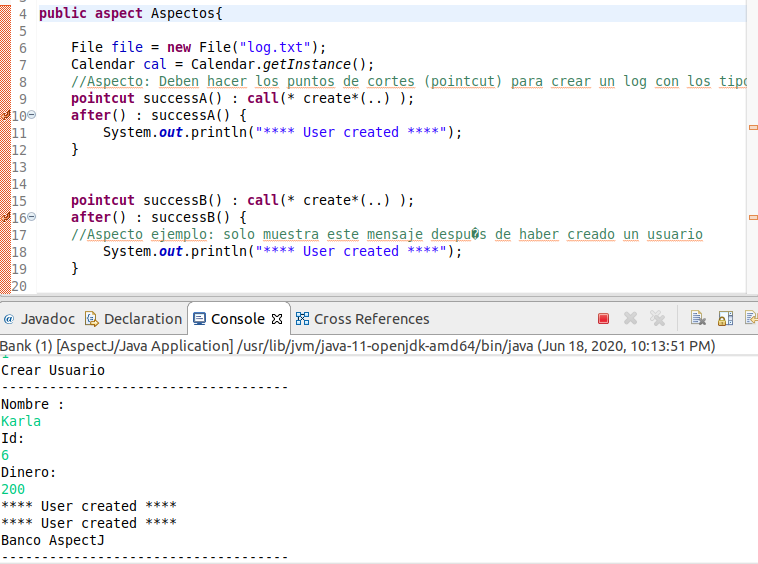 4 public aspect Aspectos{
5
6 File file = new File("log.txt");
7 Calendar cal = Calendar.getInstance();
8 //Aspecto: Deben hacer los puntos de cortes (pointcut) para crear un log con los tipo
9 pointcut successA() : call(* create*(..) );
10 after() : successA() {
11 System.out.println("**** User created ****");
12 }
13
14
15 pointcut successB() : call(* create*(..) );
16 after() : successB() {
17 //Aspecto ejemplo: solo muestra este mensaje despu�s de haber creado un usuario
18 System.out.println("**** User created ****");
19 }
20
@ Javadoc Declaration Console Cross References
Bank (1) [AspectJ/Java Application] /usr/lib/jvm/java-11-openjdk-amd64/bin/java (Jun 18, 2020, 10:13:51 PM)
Crear Usuario
-----------------------------------
Nombre :
Karla
Id:
6
Dinero:
200
**** User created ****
**** User created ****
Banco AspectJ
-----------------------------------